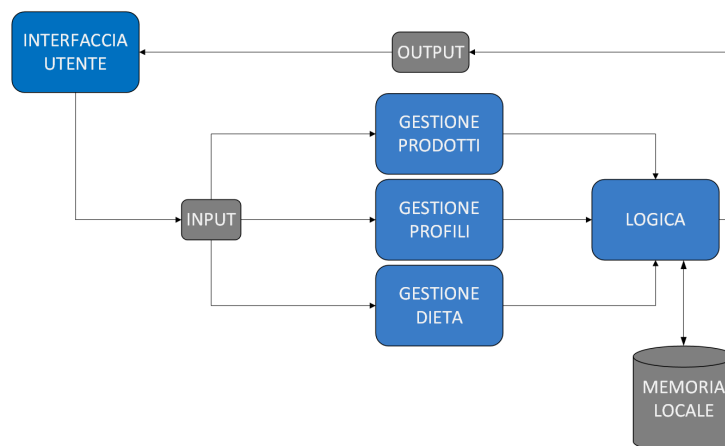 INTERFACCIA
UTENTE
OUTPUT
GESTIONE
PRODOTTI
INPUT
GESTIONE
PROFILI
LOGICA
GESTIONE
DIETA
MEMORIA
LOCALE